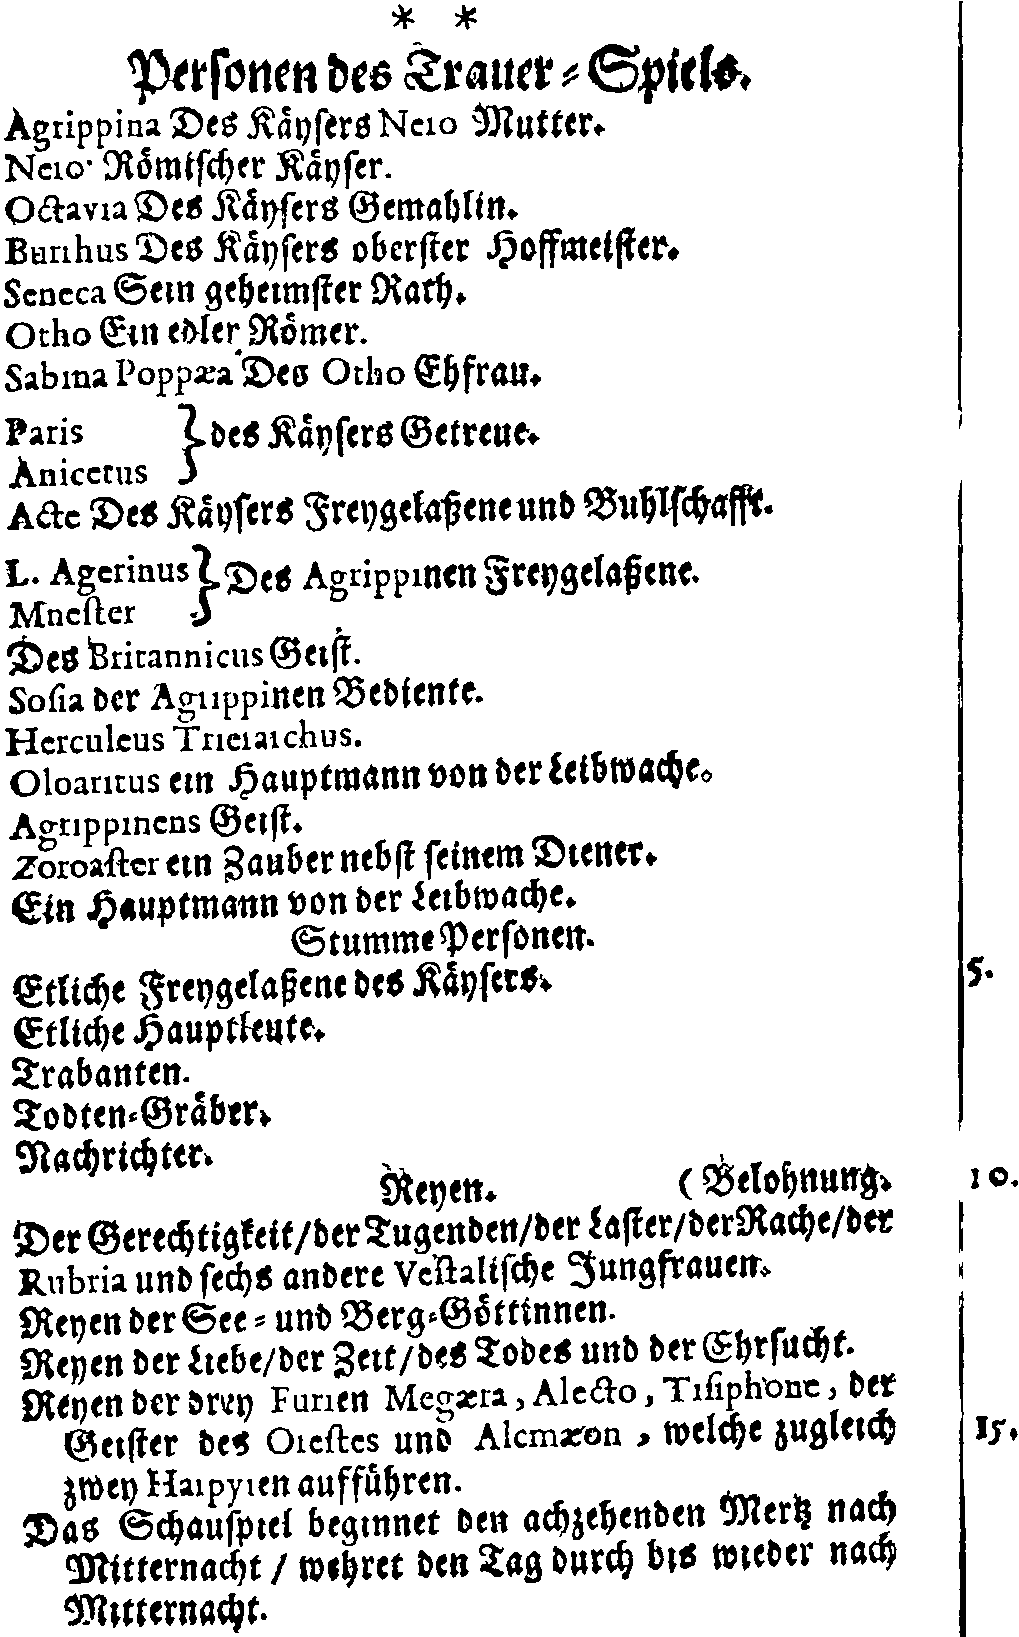 * *
Personen des Trauer-Spiels.
Agrippina Des Käysers Nero Mutter.
Nero Römischer Käyser.
Octavia Des Käysers Gemahlin.
Burrhus Des Käysers oberster Hoffmeister.
Seneca Sein geheimster Rath.
Otho Ein edler Römer.
Sabina Poppæa Des Otho Ehfrau.
Paris
Anicetus } des Käysers Getreue.
Acte Des Käysers Freygelaßene und Buhlschafft.
L. Agerinus
Mnester } Des Agrippinen Freygelaßene.
Des Britannicus Geist.
Sosia der Agrippinen Bediente.
Herculeus Trierarchus.
Oloaritus ein Hauptmann von der Leibwache.
Agrippinens Geist.
Zoroaster ein Zauber nebst seinem Diener.
Ein Hauptmann von der Leibwache.
Stumme Personen.
Etliche Freygelaßene des Käysers. 5.
Etliche Hauptleute.
Trabanten.
Todten-Gräber.
Nachrichter.
Reyen. (Belohnung. 10.
Der Gerechtigkeit/der Tugenden/der Laster/der Rache/der
Rubria und sechs andere Vestalische Jungfrauen.
Reyen der See- und Berg-Göttinnen.
Reyen der Liebe/der Zeit/des Todes und der Ehrsucht.
Reyen der drey Furien Megæra, Alecto, Tisiphone, der
Geister des Orestes und Alcmæon, welche zugleich 15.
zwey Harpyien aufführen.
Das Schauspiel beginnet den achzehenden Mertz nach
Mitternacht / wehret den Tag durch bis wieder nach
Mitternacht.